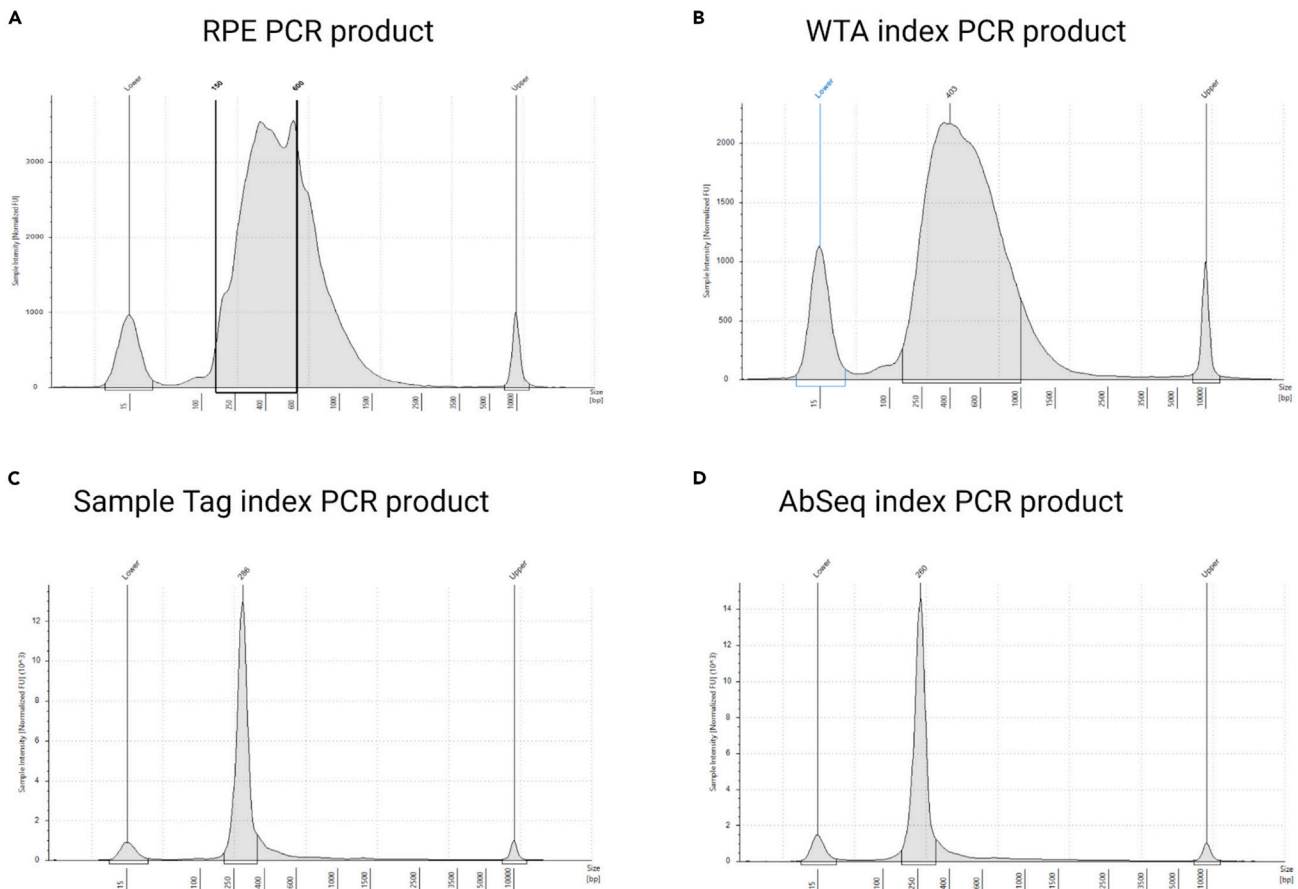 A
RPE PCR product
Lower
150
600
Upper
Sample Intensity [Normalized FU]
3000
2000
1000
0
15
100
250
400
600
1000
1500
2500
3500
5000
10000
Size
[bp]
B
WTA index PCR product
Lower
403
Upper
Sample Intensity [Normalized FU]
2000
1500
1000
500
0
15
100
250
400
600
1000
1500
2500
3500
5000
10000
Size
[bp]
C
Sample Tag index PCR product
Lower
286
Upper
Sample Intensity [Normalized FU] (10^3)
12
10
8
6
4
2
0
15
100
250
400
600
1000
1500
2500
3500
5000
10000
Size
[bp]
D
AbSeq index PCR product
Lower
260
Upper
Sample Intensity [Normalized FU] (10^3)
14
12
10
8
6
4
2
0
15
100
250
400
600
1000
1500
2500
3500
5000
10000
Size
[bp]